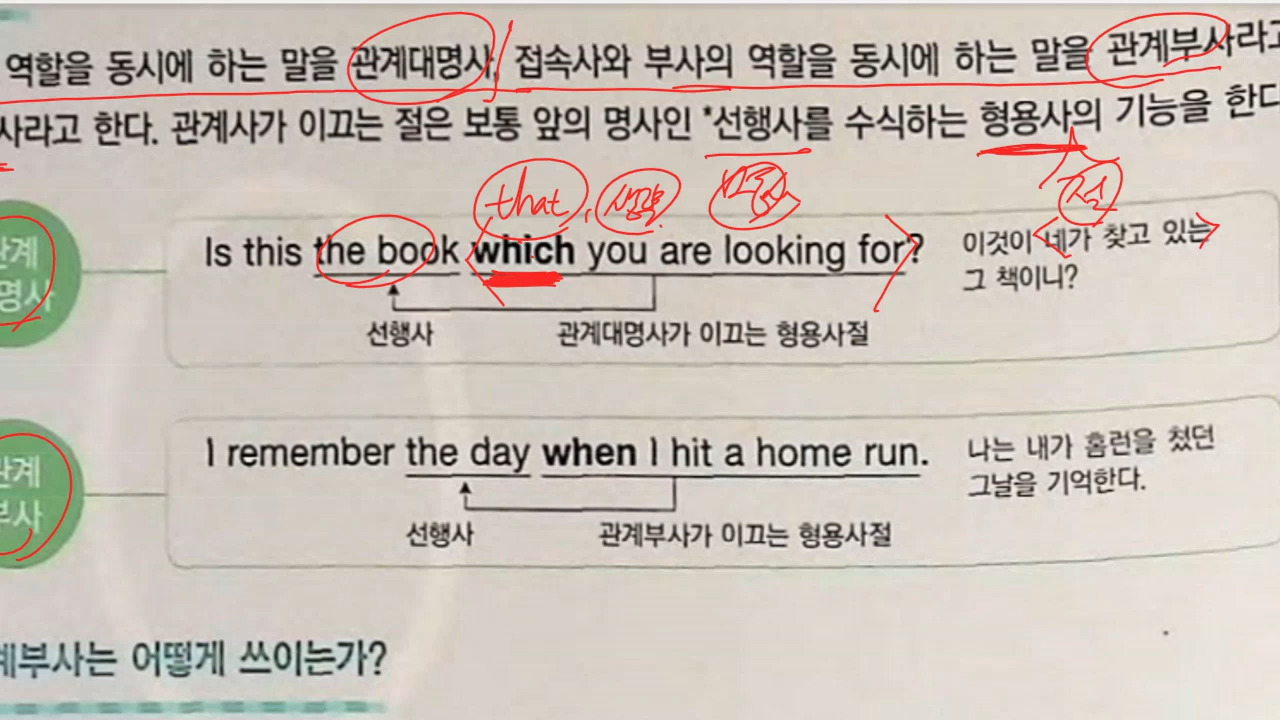 역할을 동시에 하는 말을 관계대명사, 접속사와 부사의 역할을 동시에 하는 말을 관계부사라고
사라고 한다. 관계사가 이끄는 절은 보통 앞의 명사인 *선행사를 수식하는 형용사의 기능을 한다
that, 생략
절
관계
명사
Is this the book which you are looking for?
이것이 네가 찾고 있는
그 책이니?
선행사 관계대명사가 이끄는 형용사절
관계
부사
I remember the day when I hit a home run.
나는 내가 홈런을 쳤던
그날을 기억한다.
선행사 관계부사가 이끄는 형용사절
계부사는 어떻게 쓰이는가?